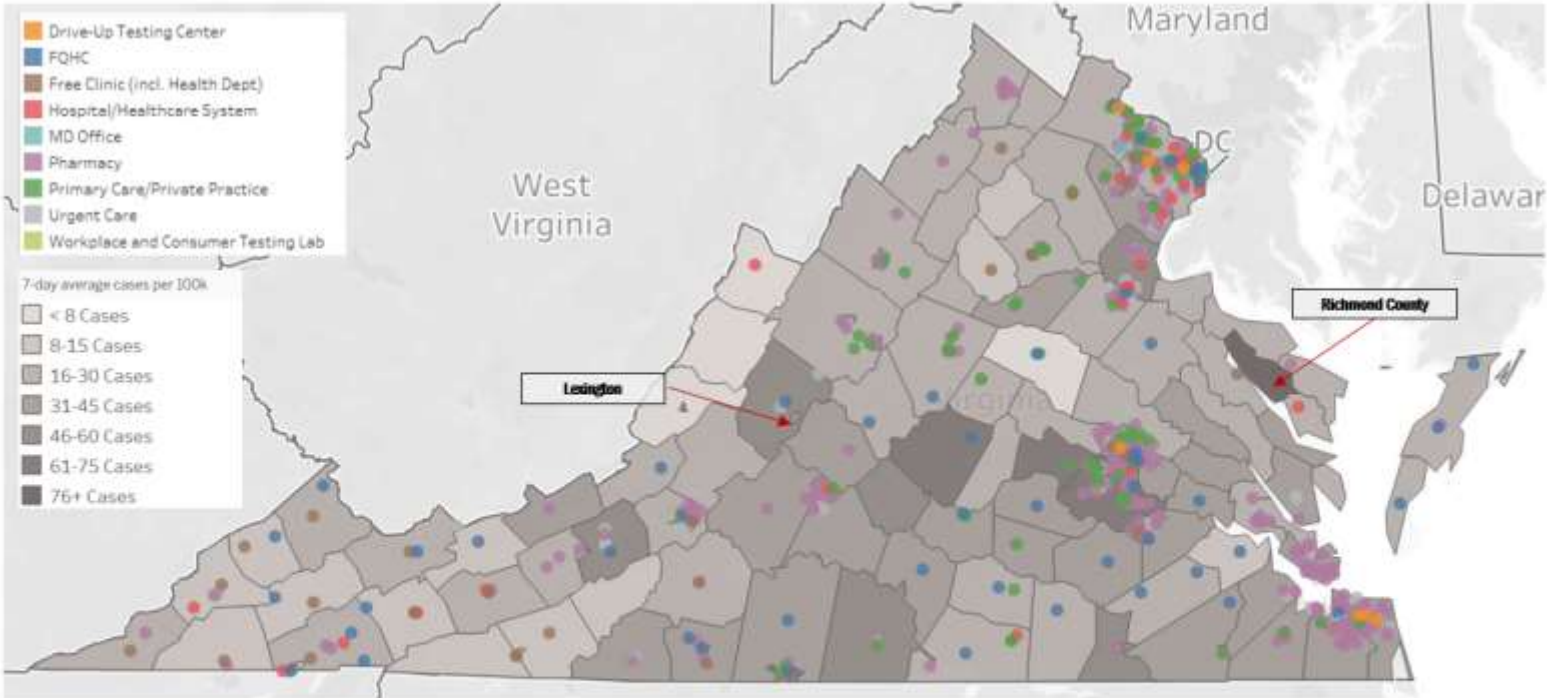 Drive-Up Testing Center
FQHC
Free Clinic (incl. Health Dept)
Hospital/Healthcare System
MD Office
Pharmacy
Primary Care/Private Practice
Urgent Care
Workplace and Consumer Testing Lab
7-day average cases per 100k
< 8 Cases
8-15 Cases
16-30 Cases
31-45 Cases
46-60 Cases
61-75 Cases
76+ Cases
Maryland
DC
West
Virginia
Delawar
Richmond County
Lexington
irginia